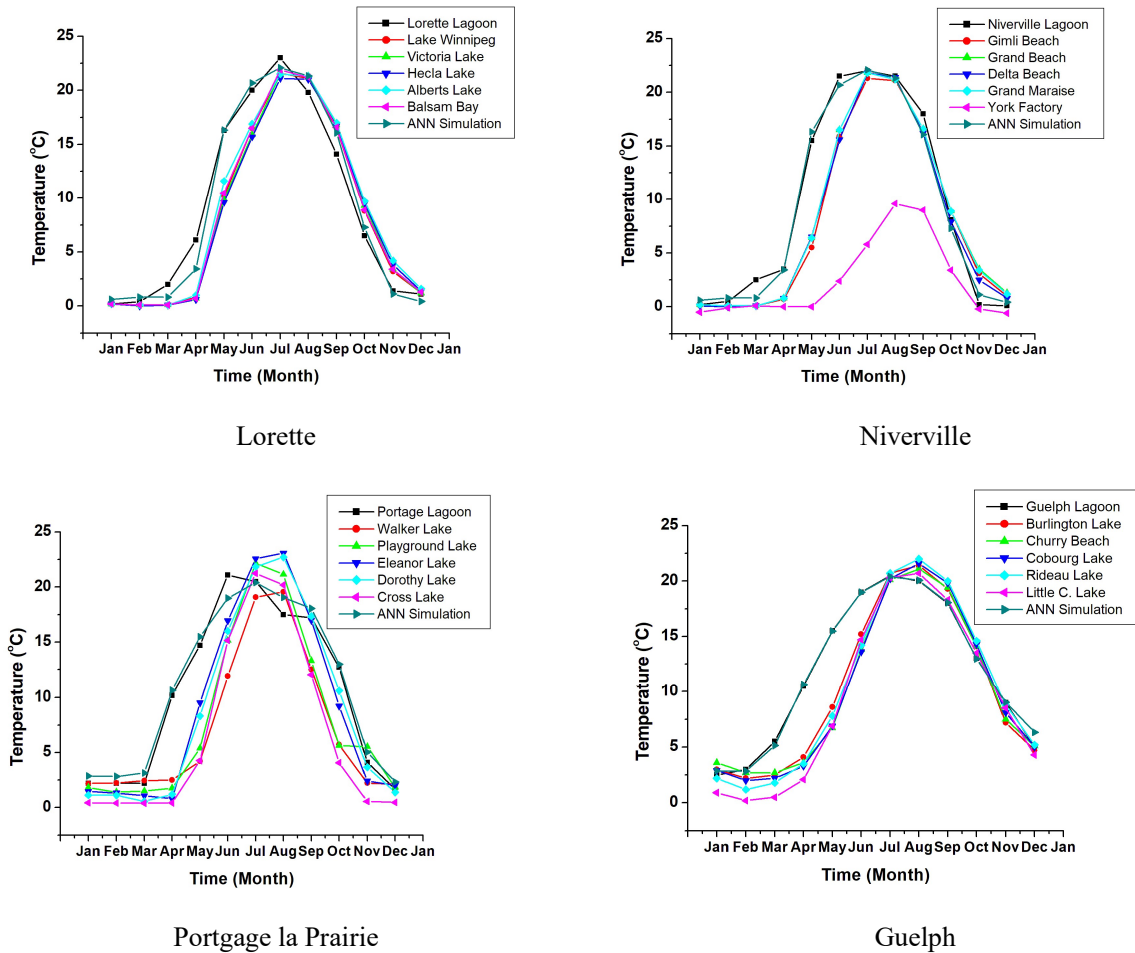 Lorette Lagoon
Lake Winnipeg
Victoria Lake
Hecla Lake
Alberts Lake
Balsam Bay
ANN Simulation
25
20
15
10
5
0
Temperature (°C)
Jan Feb Mar Apr May Jun Jul Aug Sep Oct Nov Dec Jan
Time (Month)
Lorette
Niverville Lagoon
Gimli Beach
Grand Beach
Delta Beach
Grand Maraise
York Factory
ANN Simulation
25
20
15
10
5
0
Temperature (°C)
Jan Feb Mar Apr May Jun Jul Aug Sep Oct Nov Dec Jan
Time (Month)
Niverville
Portage Lagoon
Walker Lake
Playground Lake
Eleanor Lake
Dorothy Lake
Cross Lake
ANN Simulation
25
20
15
10
5
0
Temperature (°C)
Jan Feb Mar Apr May Jun Jul Aug Sep Oct Nov Dec Jan
Time (Month)
Portgage la Prairie
Guelph Lagoon
Burlington Lake
Churry Beach
Cobourg Lake
Rideau Lake
Little C. Lake
ANN Simulation
25
20
15
10
5
0
Temperature (°C)
Jan Feb Mar Apr May Jun Jul Aug Sep Oct Nov Dec Jan
Time (Month)
Guelph